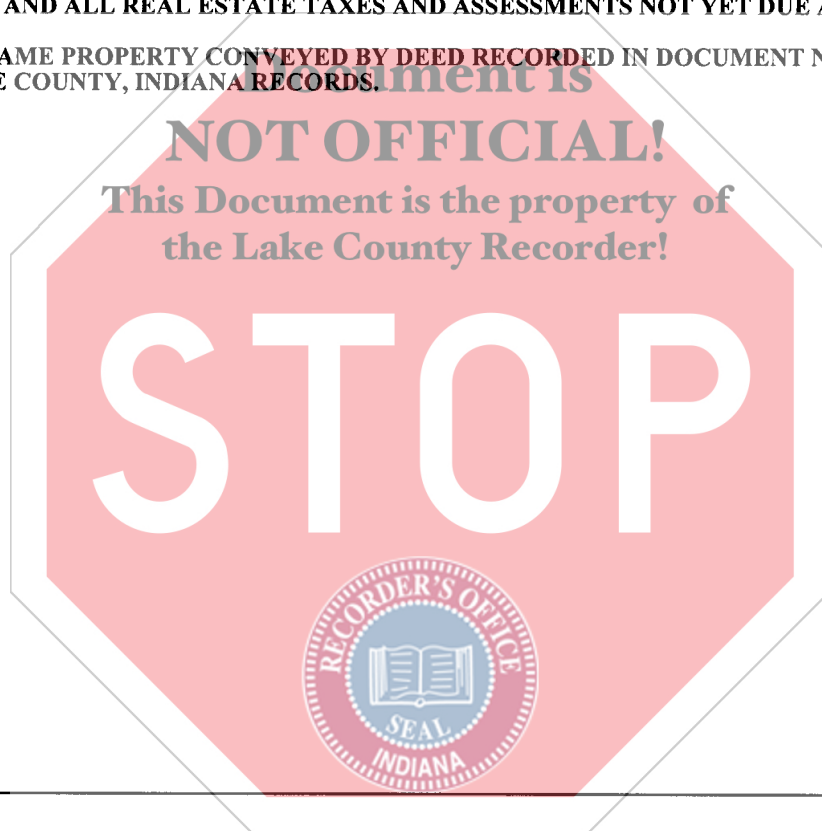 AND ALL REAL ESTATE TAXES AND ASSESSMENTS NOT YET DUE A
AME PROPERTY CONVEYED BY DEED RECORDED IN DOCUMENT N
E COUNTY, INDIANA RECORDS.
Document is
NOT OFFICIAL!
This Document is the property of
the Lake County Recorder!
STOP
RECORDER'S OFFICE
SEAL
INDIANA